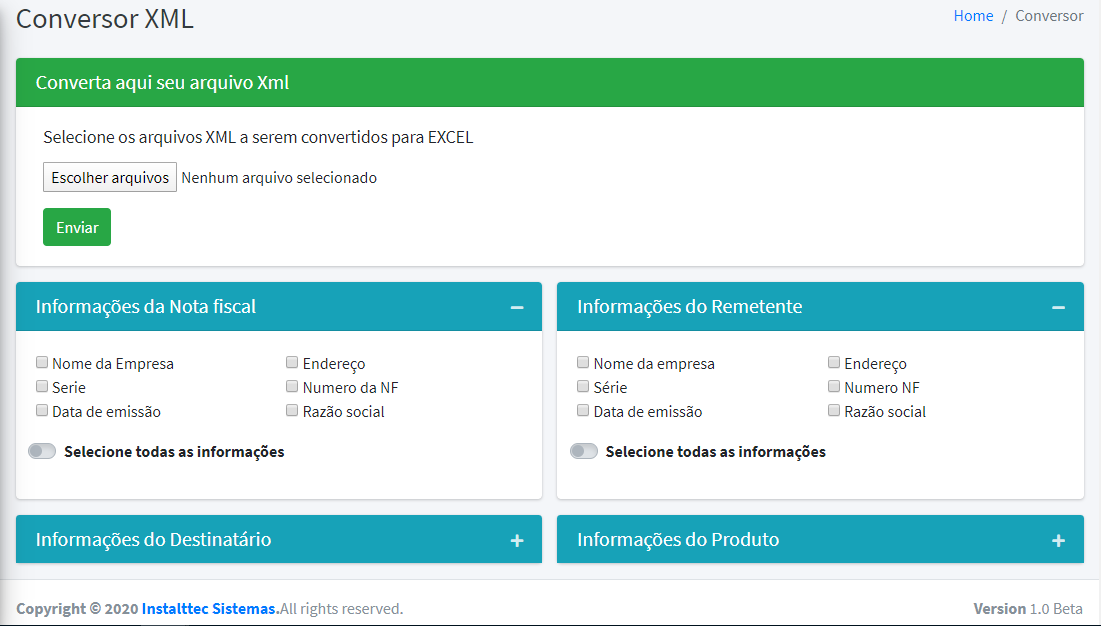 Conversor XML
Home / Conversor
Converta aqui seu arquivo Xml
Selecione os arquivos XML a serem convertidos para EXCEL
Escolher arquivos Nenhum arquivo selecionado
Enviar
Informações da Nota fiscal
Nome da Empresa Endereço
Serie Numero da NF
Data de emissão Razão social
Selecione todas as informações
Informações do Remetente
Nome da empresa Endereço
Série Numero NF
Data de emissão Razão social
Selecione todas as informações
Informações do Destinatário
Informações do Produto
Copyright © 2020 Instalttec Sistemas.All rights reserved.
Version 1.0 Beta